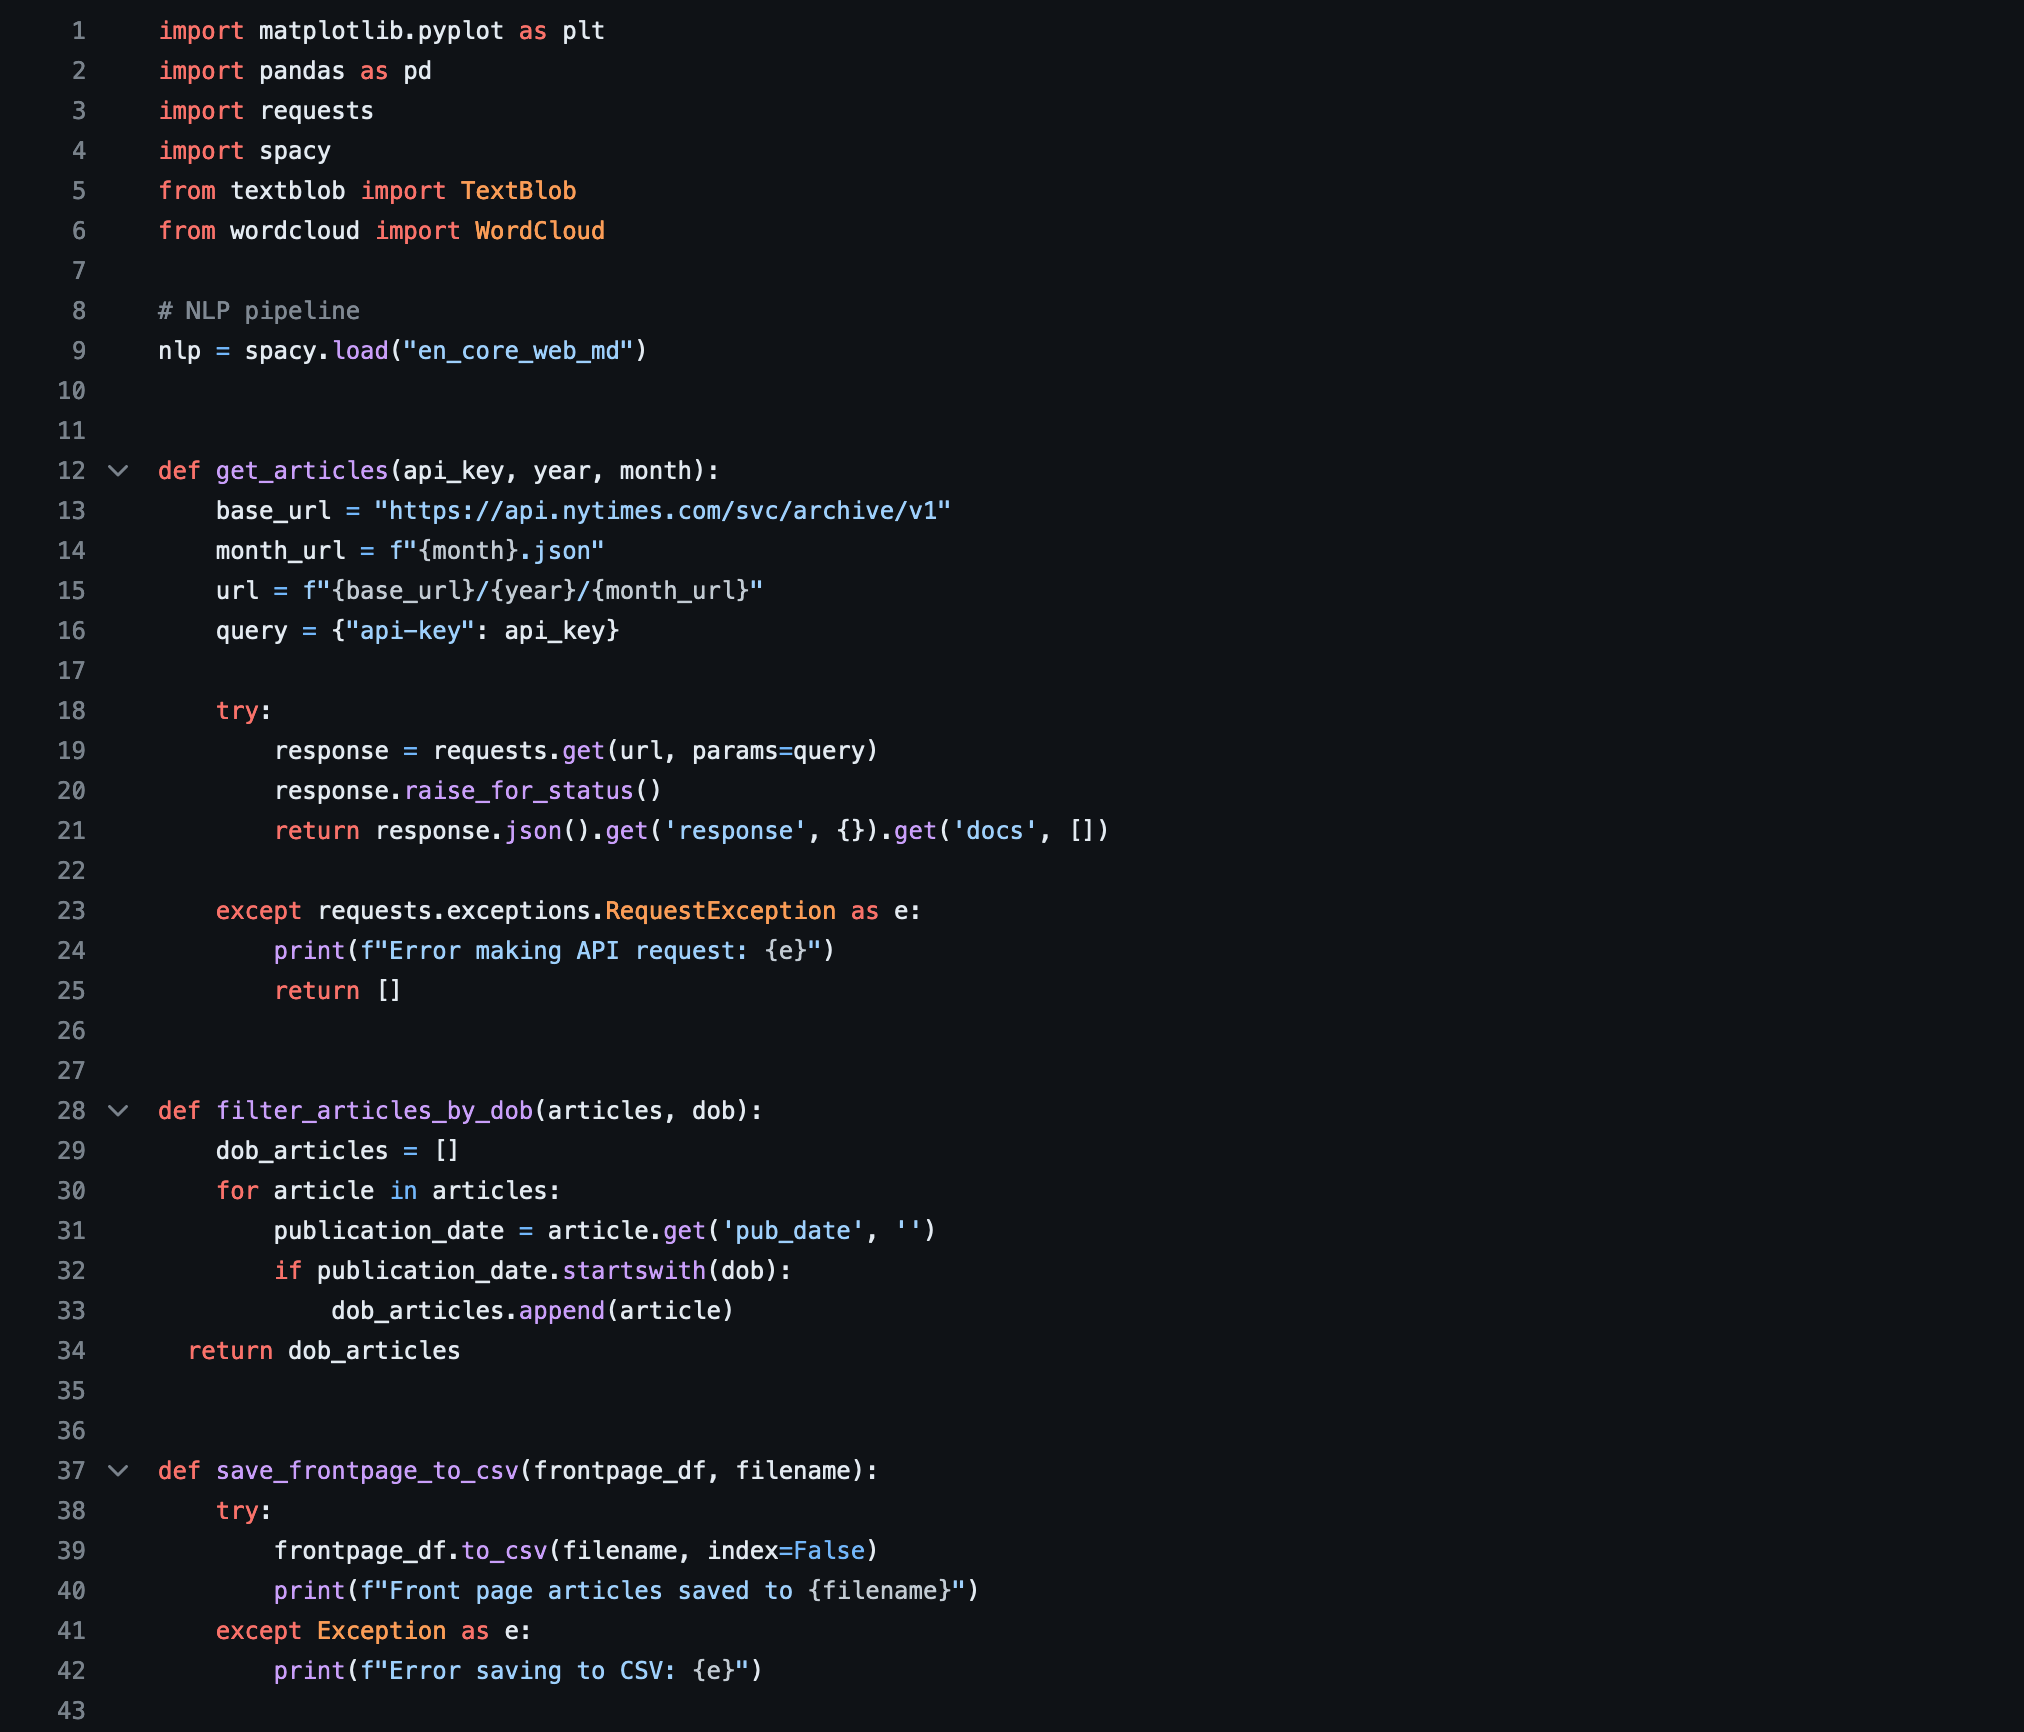 1 import matplotlib.pyplot as plt
2 import pandas as pd
3 import requests
4 import spacy
5 from textblob import TextBlob
6 from wordcloud import WordCloud
7
8 # NLP pipeline
9 nlp = spacy.load("en_core_web_md")
10
11
12 def get_articles(api_key, year, month):
13     base_url = "https://api.nytimes.com/svc/archive/v1"
14     month_url = f"{month}.json"
15     url = f"{base_url}/{year}/{month_url}"
16     query = {"api-key": api_key}
17
18     try:
19         response = requests.get(url, params=query)
20         response.raise_for_status()
21         return response.json().get('response', {}).get('docs', [])
22
23     except requests.exceptions.RequestException as e:
24         print(f"Error making API request: {e}")
25         return []
26
27
28 def filter_articles_by_dob(articles, dob):
29     dob_articles = []
30     for article in articles:
31         publication_date = article.get('pub_date', '')
32         if publication_date.startswith(dob):
33             dob_articles.append(article)
34   return dob_articles
35
36
37 def save_frontpage_to_csv(frontpage_df, filename):
38     try:
39         frontpage_df.to_csv(filename, index=False)
40         print(f"Front page articles saved to {filename}")
41     except Exception as e:
42         print(f"Error saving to CSV: {e}")
43